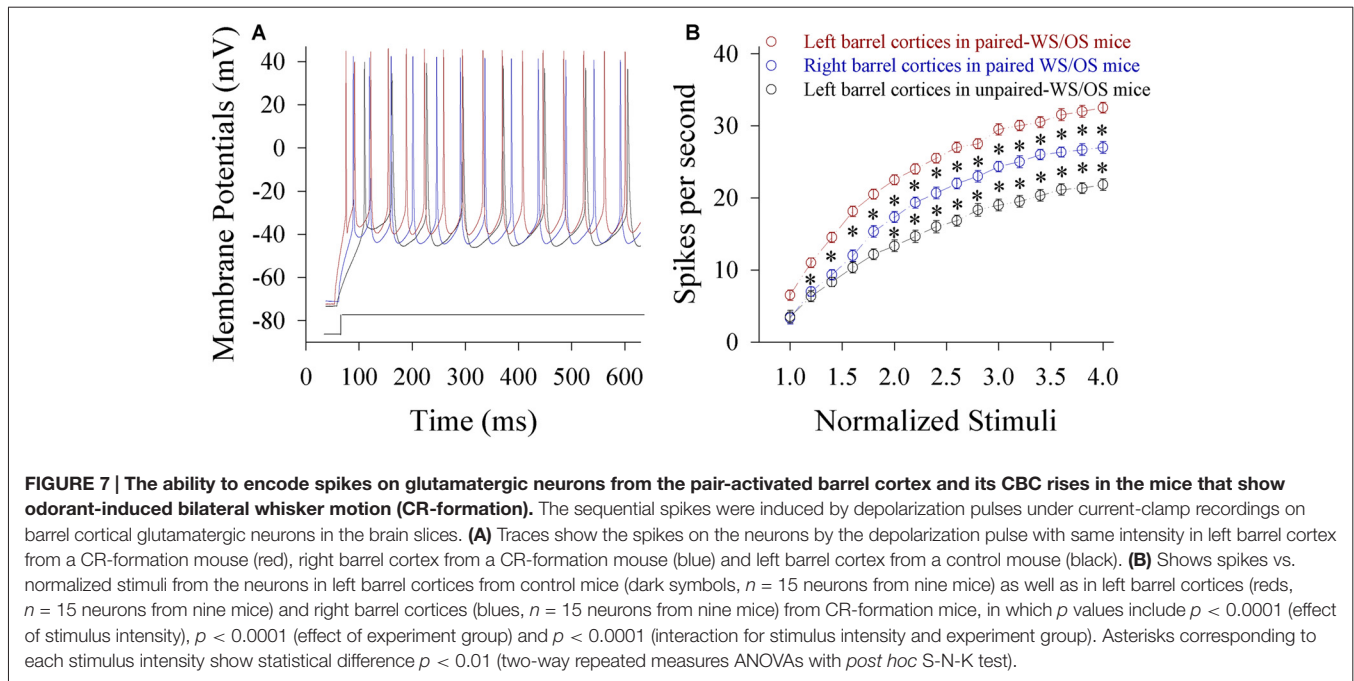 A
Membrane Potentials (mV)
40
20
0
-20
-40
-60
-80
0 100 200 300 400 500 600
Time (ms)
B
Left barrel cortices in paired-WS/OS mice
Right barrel cortices in paired WS/OS mice
Left barrel cortices in unpaired-WS/OS mice
Spikes per second
40
30
20
10
0
1.0 1.5 2.0 2.5 3.0 3.5 4.0
Normalized Stimuli
FIGURE 7 | The ability to encode spikes on glutamatergic neurons from the pair-activated barrel cortex and its CBC rises in the mice that show
odorant-induced bilateral whisker motion (CR-formation). The sequential spikes were induced by depolarization pulses under current-clamp recordings on
barrel cortical glutamatergic neurons in the brain slices. (A) Traces show the spikes on the neurons by the depolarization pulse with same intensity in left barrel cortex
from a CR-formation mouse (red), right barrel cortex from a CR-formation mouse (blue) and left barrel cortex from a control mouse (black). (B) Shows spikes vs.
normalized stimuli from the neurons in left barrel cortices from control mice (dark symbols, n = 15 neurons from nine mice) as well as in left barrel cortices (reds,
n = 15 neurons from nine mice) and right barrel cortices (blues, n = 15 neurons from nine mice) from CR-formation mice, in which p values include p < 0.0001 (effect
of stimulus intensity), p < 0.0001 (effect of experiment group) and p < 0.0001 (interaction for stimulus intensity and experiment group). Asterisks corresponding to
each stimulus intensity show statistical difference p < 0.01 (two-way repeated measures ANOVAs with post hoc S-N-K test).